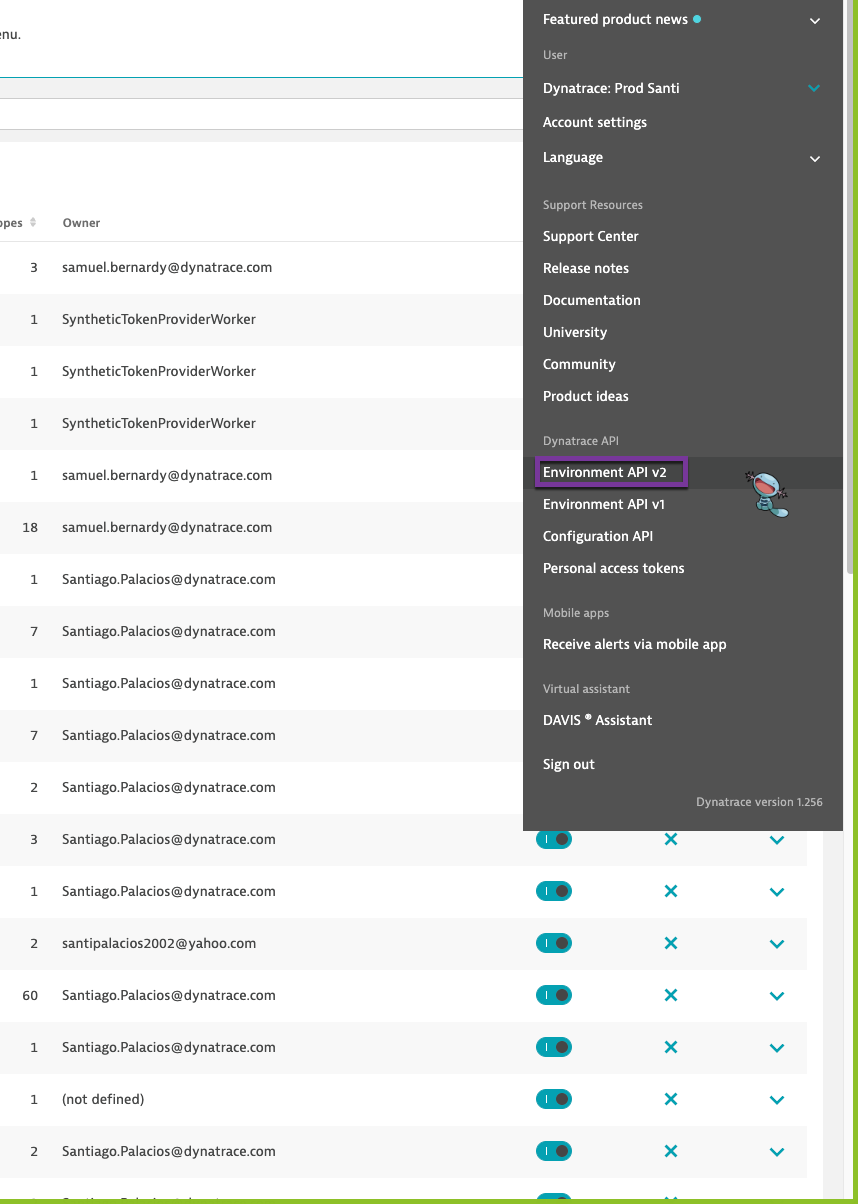 enu.
opes Owner
3 samuel.bernardy@dynatrace.com
1 SyntheticTokenProviderWorker
1 SyntheticTokenProviderWorker
1 SyntheticTokenProviderWorker
1 samuel.bernardy@dynatrace.com
18 samuel.bernardy@dynatrace.com
1 Santiago.Palacios@dynatrace.com
7 Santiago.Palacios@dynatrace.com
1 Santiago.Palacios@dynatrace.com
7 Santiago.Palacios@dynatrace.com
2 Santiago.Palacios@dynatrace.com
3 Santiago.Palacios@dynatrace.com
1 Santiago.Palacios@dynatrace.com
2 santipalacios2002@yahoo.com
60 Santiago.Palacios@dynatrace.com
1 Santiago.Palacios@dynatrace.com
1 (not defined)
2 Santiago.Palacios@dynatrace.com
Featured product news
User
Dynatrace: Prod Santi
Account settings
Language
Support Resources
Support Center
Release notes
Documentation
University
Community
Product ideas
Dynatrace API
Environment API v2
Environment API v1
Configuration API
Personal access tokens
Mobile apps
Receive alerts via mobile app
Virtual assistant
DAVIS ® Assistant
Sign out
Dynatrace version 1.256